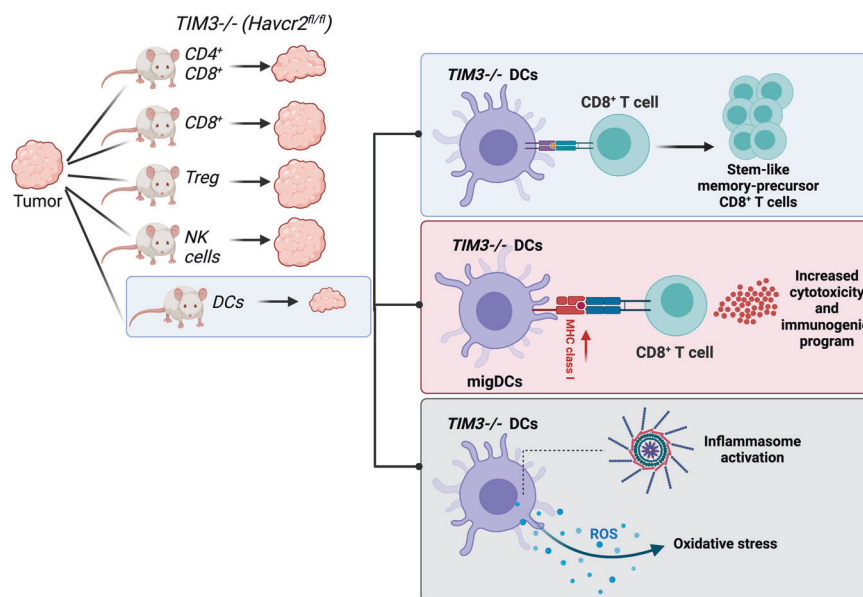 TIM3-/- (Havcr2fl/fl)
CD4+
CD8+
CD8+
Treg
NK
cells
DCs
Tumor
TIM3-/- DCs
CD8+ T cell
Stem-like
memory-precursor
CD8+ T cells
TIM3-/- DCs
MHC class I
CD8+ T cell
migDCs
Increased
cytotoxicity
and
immunogenic
program
TIM3-/- DCs
Inflammasome
activation
ROS
Oxidative stress